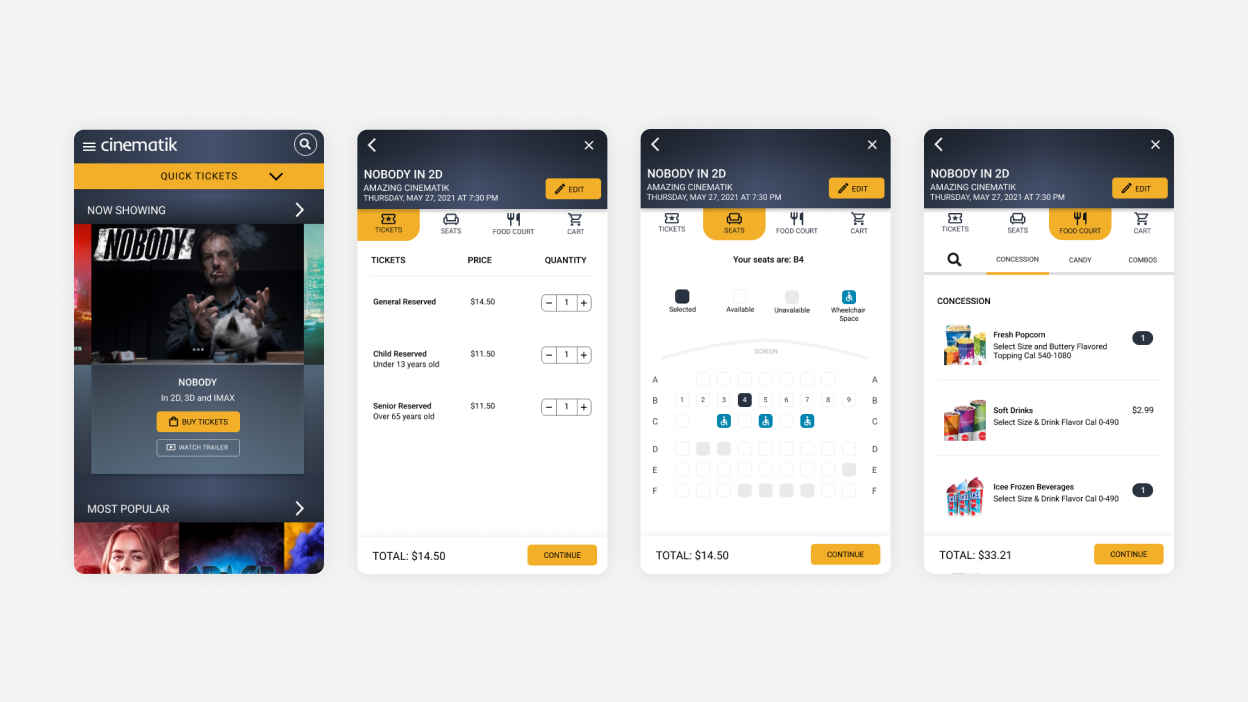 cinematik
QUICK TICKETS
NOW SHOWING
NOBODY
NOBODY
In 2D, 3D and IMAX
BUY TICKETS
WATCH TRAILER
MOST POPULAR
NOBODY IN 2D
AMAZING CINEMATIK
THURSDAY, MAY 27, 2021 AT 7:30 PM
EDIT
TICKETS SEATS FOOD COURT CART
TICKETS PRICE QUANTITY
General Reserved $14.50 − 1 +
Child Reserved $11.50 − 1 +
Under 13 years old
Senior Reserved $11.50 − 1 +
Over 65 years old
TOTAL: $14.50 CONTINUE
NOBODY IN 2D
AMAZING CINEMATIK
THURSDAY, MAY 27, 2021 AT 7:30 PM
EDIT
TICKETS SEATS FOOD COURT CART
Your seats are: B4
Selected Available Unavalaible Wheelchair
Space
SCREEN
A A
B 1 2 3 4 5 6 7 8 9 B
C C
D D
E E
F F
TOTAL: $14.50 CONTINUE
NOBODY IN 2D
AMAZING CINEMATIK
THURSDAY, MAY 27, 2021 AT 7:30 PM
EDIT
TICKETS SEATS FOOD COURT CART
CONCESSION CANDY COMBOS
CONCESSION
Fresh Popcorn 1
Select Size and Buttery Flavored
Topping Cal 540-1080
Soft Drinks $2.99
Select Size & Drink Flavor Cal 0-490
Icee Frozen Beverages 1
Select Size & Drink Flavor Cal 0-490
ICEE ICEE ICEE
TOTAL: $33.21 CONTINUE